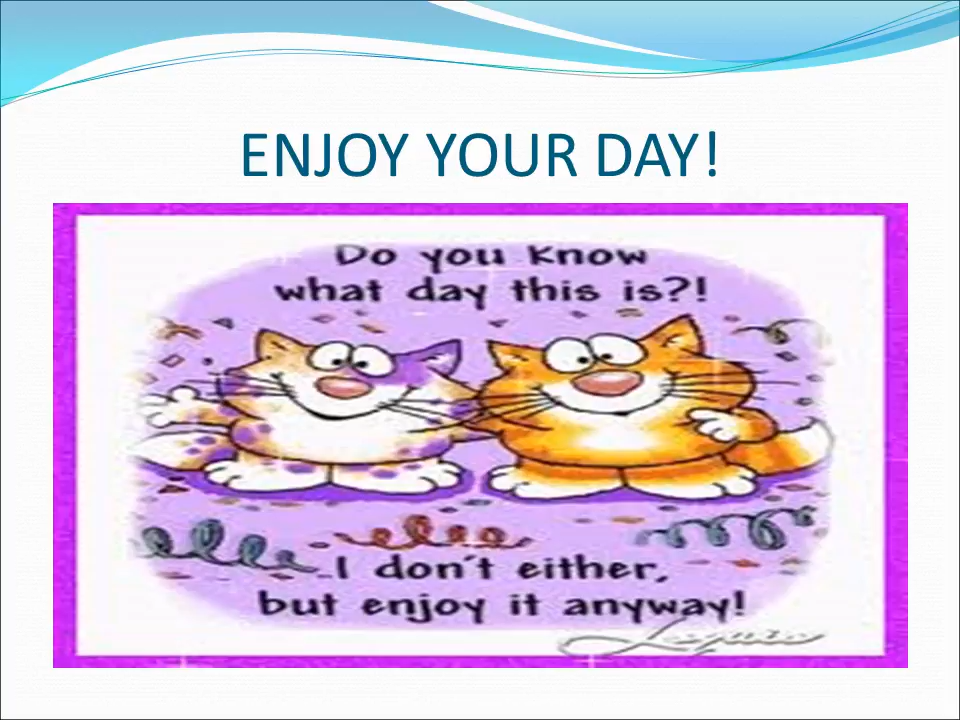 ENJOY YOUR DAY!
Do you know
what day this is?!
I don't either,
but enjoy it anyway!